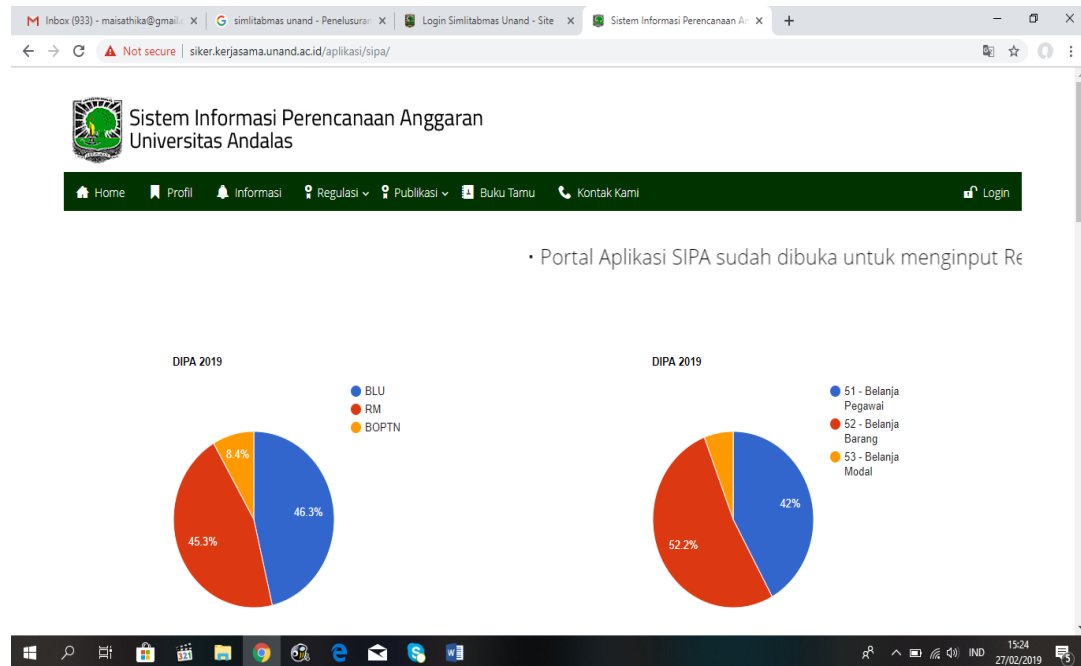 Inbox (933) - maisathika@gmail.c
simlitabmas unand - Penelusuran
Login Simlitabmas Unand - Site
Sistem Informasi Perencanaan An
Not secure siker.kerjasama.unand.ac.id/aplikasi/sipa/
Sistem Informasi Perencanaan Anggaran
Universitas Andalas
Home Profil Informasi Regulasi Publikasi Buku Tamu Kontak Kami Login
• Portal Aplikasi SIPA sudah dibuka untuk menginput Re
DIPA 2019
BLU
RM
BOPTN
8.4%
46.3%
45.3%
DIPA 2019
51 - Belanja
Pegawai
52 - Belanja
Barang
53 - Belanja
Modal
42%
52.2%
IND
15:24
27/02/2019